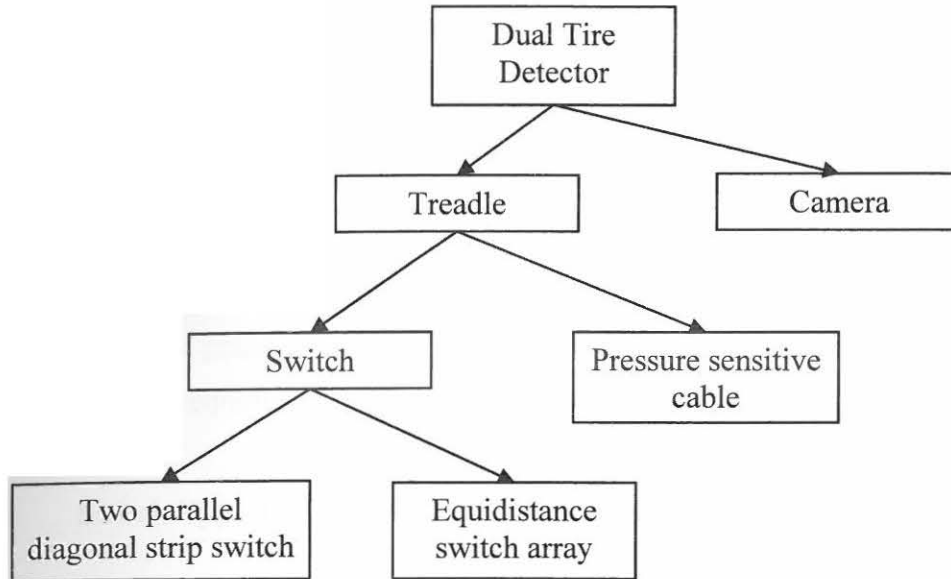 Dual Tire
Detector
Treadle
Camera
Switch
Pressure sensitive
cable
Two parallel
diagonal strip switch
Equidistance
switch array